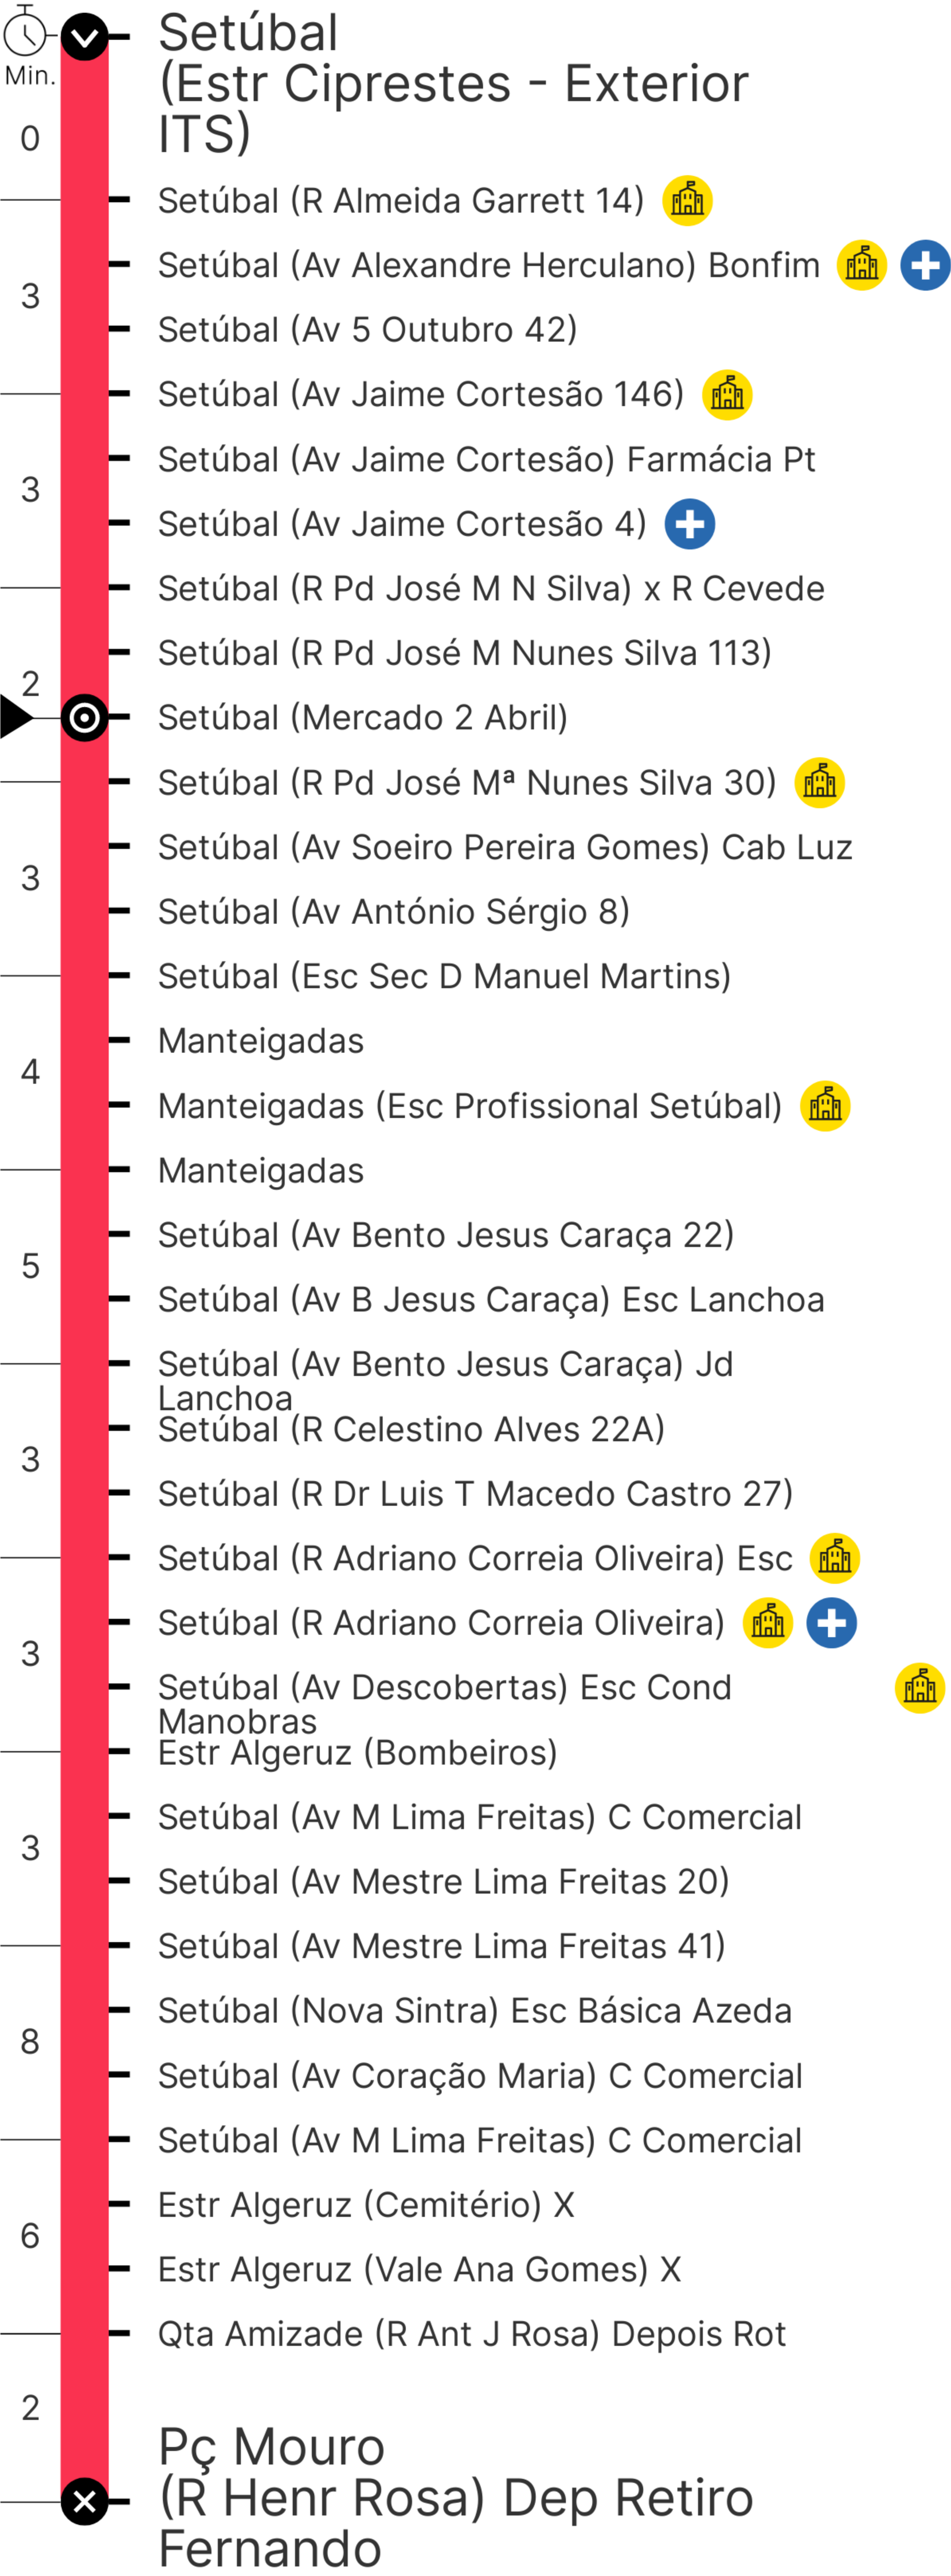 Setúbal
(Estr Ciprestes - Exterior
ITS)
Min.
0
Setúbal (R Almeida Garrett 14)
Setúbal (Av Alexandre Herculano) Bonfim
3
Setúbal (Av 5 Outubro 42)
Setúbal (Av Jaime Cortesão 146)
Setúbal (Av Jaime Cortesão) Farmácia Pt
3
Setúbal (Av Jaime Cortesão 4)
Setúbal (R Pd José M N Silva) x R Cevede
Setúbal (R Pd José M Nunes Silva 113)
2
Setúbal (Mercado 2 Abril)
Setúbal (R Pd José Mª Nunes Silva 30)
Setúbal (Av Soeiro Pereira Gomes) Cab Luz
3
Setúbal (Av António Sérgio 8)
Setúbal (Esc Sec D Manuel Martins)
Manteigadas
4
Manteigadas (Esc Profissional Setúbal)
Manteigadas
Setúbal (Av Bento Jesus Caraça 22)
5
Setúbal (Av B Jesus Caraça) Esc Lanchoa
Setúbal (Av Bento Jesus Caraça) Jd
Lanchoa
Setúbal (R Celestino Alves 22A)
3
Setúbal (R Dr Luis T Macedo Castro 27)
Setúbal (R Adriano Correia Oliveira) Esc
Setúbal (R Adriano Correia Oliveira)
3
Setúbal (Av Descobertas) Esc Cond
Manobras
Estr Algeruz (Bombeiros)
Setúbal (Av M Lima Freitas) C Comercial
3
Setúbal (Av Mestre Lima Freitas 20)
Setúbal (Av Mestre Lima Freitas 41)
Setúbal (Nova Sintra) Esc Básica Azeda
8
Setúbal (Av Coração Maria) C Comercial
Setúbal (Av M Lima Freitas) C Comercial
Estr Algeruz (Cemitério) X
6
Estr Algeruz (Vale Ana Gomes) X
Qta Amizade (R Ant J Rosa) Depois Rot
2
Pç Mouro
(R Henr Rosa) Dep Retiro
Fernando